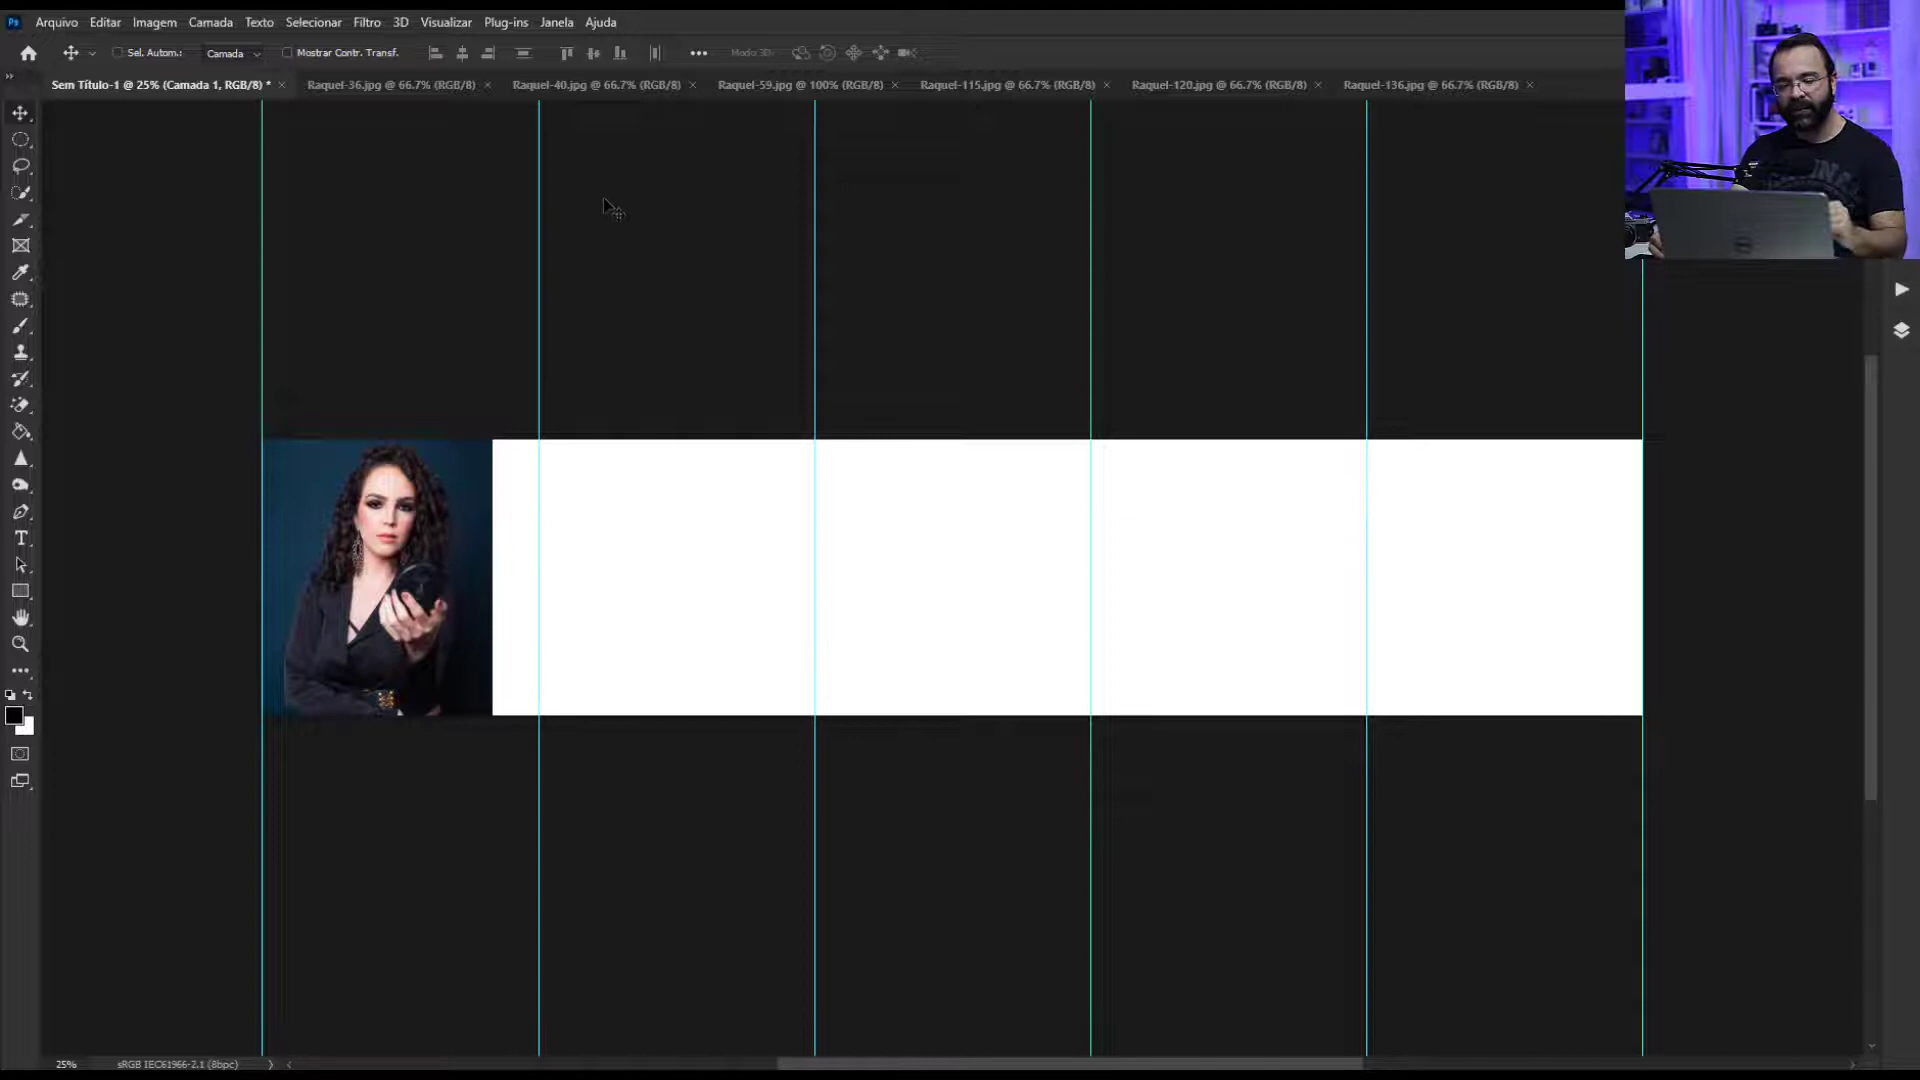 Ps Arquivo Editar Imagem Camada Texto Selecionar Filtro 3D Visualizar Plug-ins Janela Ajuda
Sel. Autom.: Camada Mostrar Contr. Transf. Modo 3D:
Sem Título-1 @ 25% (Camada 1, RGB/8) * Raquel-36.jpg @ 66.7% (RGB/8) Raquel-40.jpg @ 66.7% (RGB/8) Raquel-59.jpg @ 100% (RGB/8) Raquel-115.jpg @ 66.7% (RGB/8) Raquel-120.jpg @ 66.7% (RGB/8) Raquel-136.jpg @ 66.7% (RGB/8)
25% sRGB IEC61966-2.1 (8bpc)